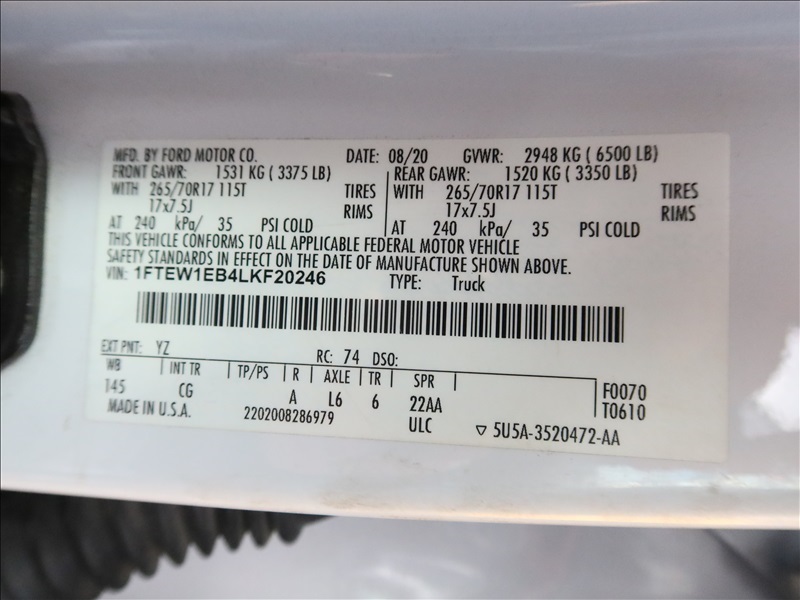 MFD. BY FORD MOTOR CO. DATE: 08/20 GVWR: 2948 KG ( 6500 LB)
FRONT GAWR: 1531 KG ( 3375 LB) REAR GAWR: 1520 KG ( 3350 LB)
WITH 265/70R17 115T TIRES WITH 265/70R17 115T TIRES
17x7.5J RIMS 17x7.5J RIMS
AT 240 kPa/ 35 PSI COLD AT 240 kPa/ 35 PSI COLD
THIS VEHICLE CONFORMS TO ALL APPLICABLE FEDERAL MOTOR VEHICLE
SAFETY STANDARDS IN EFFECT ON THE DATE OF MANUFACTURE SHOWN ABOVE.
VIN: 1FTEW1EB4LKF20246 TYPE: Truck
EXT PNT: YZ RC: 74 DSO:
WB INT TR TP/PS R AXLE TR SPR
145 CG A L6 6 22AA F0070
MADE IN U.S.A. 2202008286979 ULC T0610
▽ 5U5A-3520472-AA